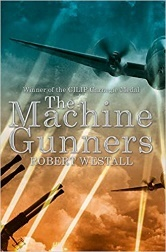 Winner of the CILIP Carnegie Medal
The
Machine
Gunners
ROBERT WESTALL